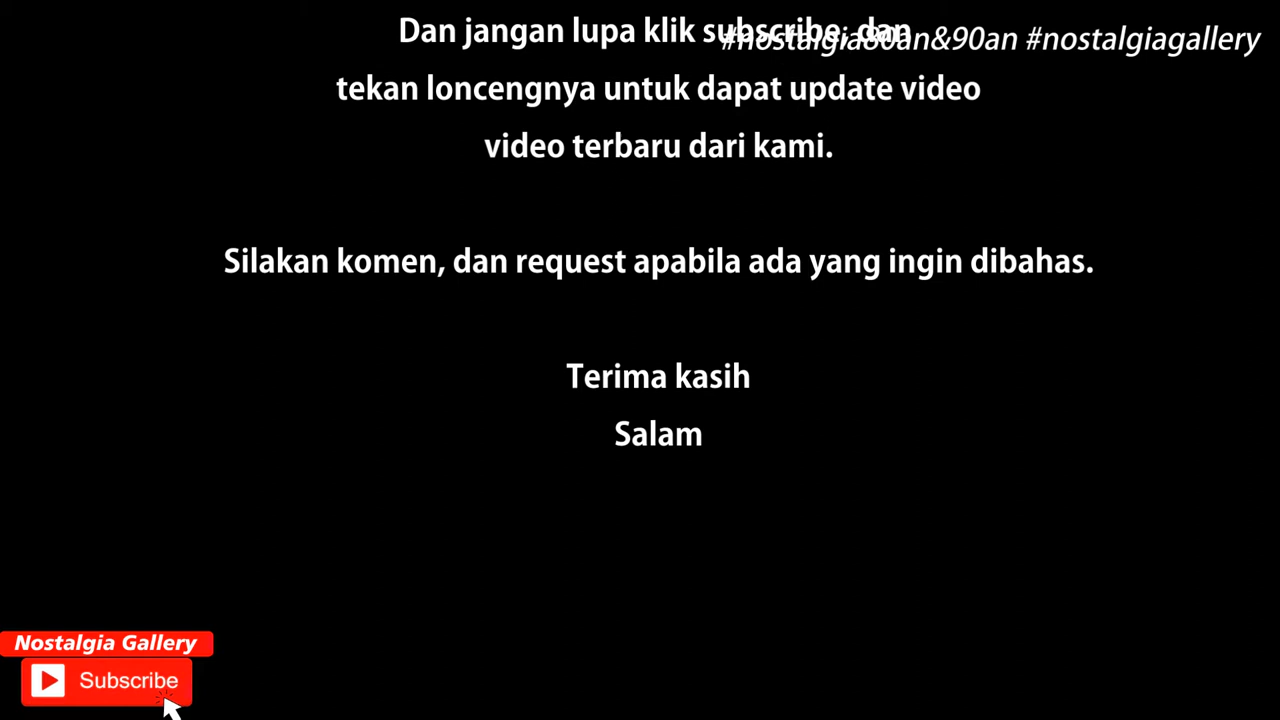 Dan jangan lupa klik subscribe, dan
#nostalgia80an&90an #nostalgiagallery
tekan loncengnya untuk dapat update video
video terbaru dari kami.
Silakan komen, dan request apabila ada yang ingin dibahas.
Terima kasih
Salam
Nostalgia Gallery
Subscribe